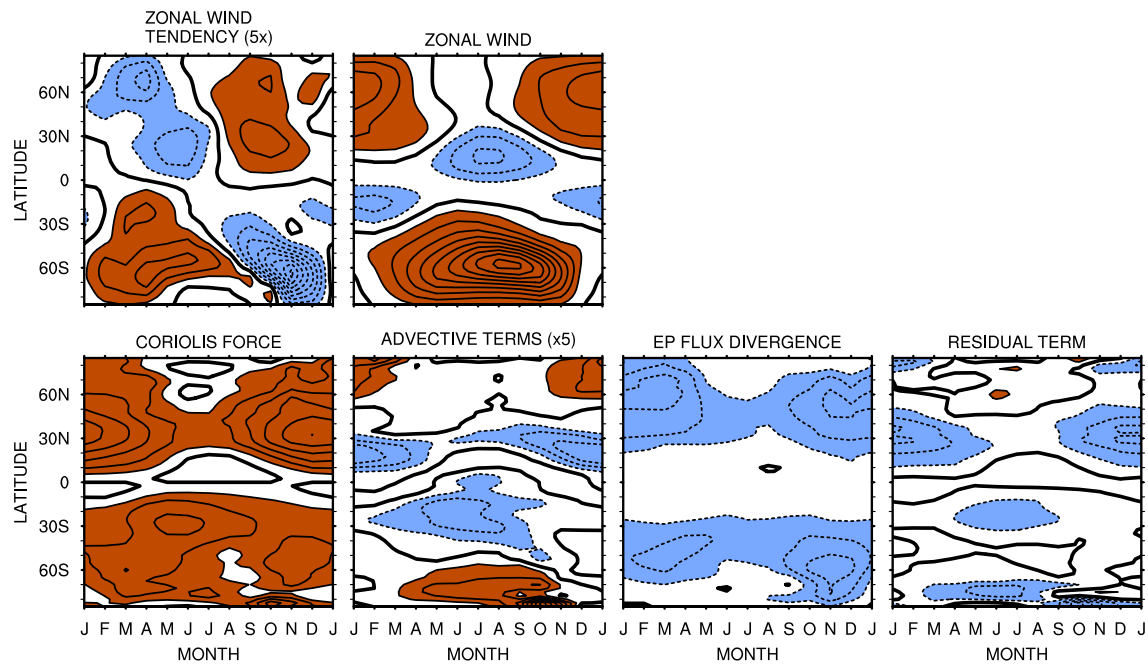 ZONAL WIND
TENDENCY (5x)
ZONAL WIND
LATITUDE
60N
30N
0
30S
60S
CORIOLIS FORCE
ADVECTIVE TERMS (x5)
EP FLUX DIVERGENCE
RESIDUAL TERM
LATITUDE
60N
30N
0
30S
60S
J F M A M J J A S O N D J
J F M A M J J A S O N D J
J F M A M J J A S O N D J
J F M A M J J A S O N D J
MONTH
MONTH
MONTH
MONTH